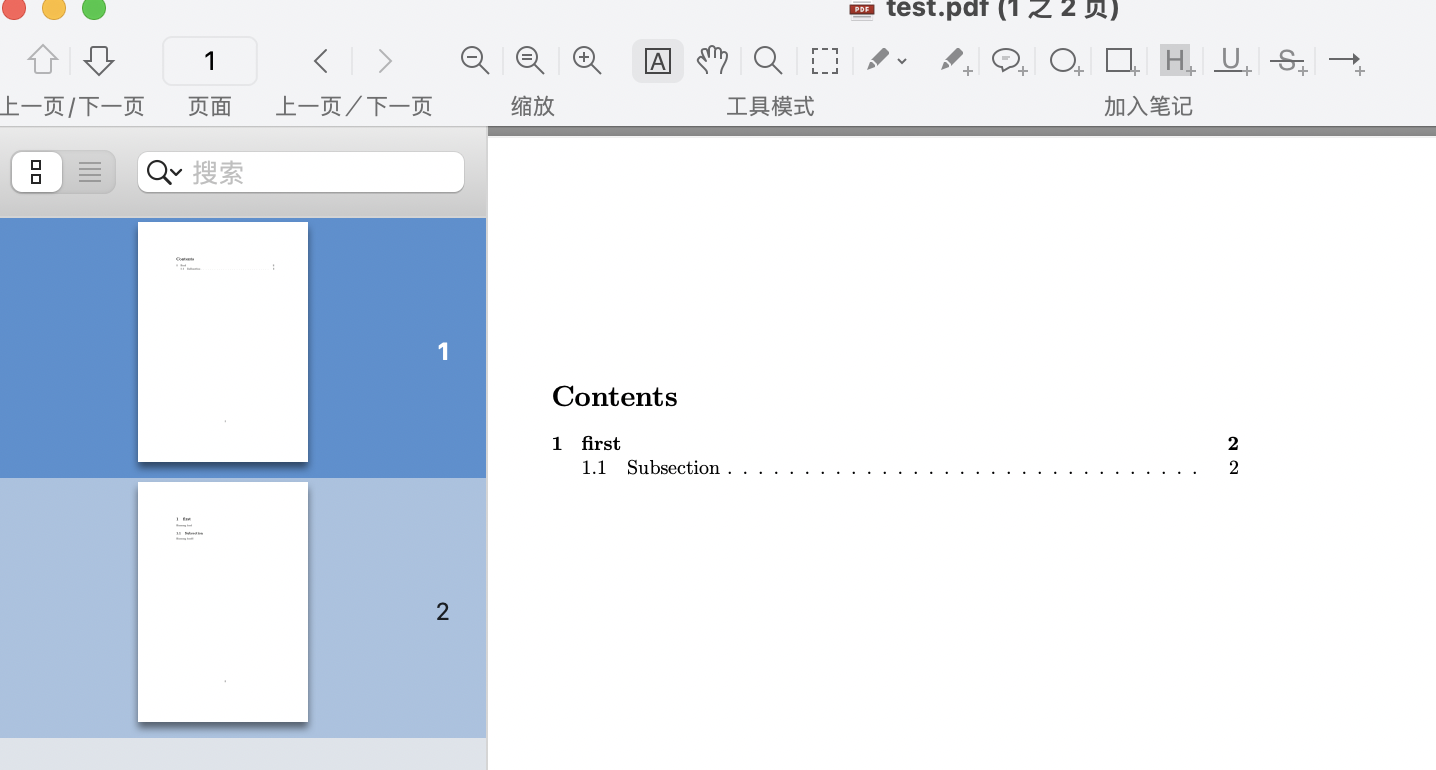 test.pdf (1 之 2 页)
1
上一页/下一页
页面
上一页／下一页
缩放
工具模式
加入笔记
搜索
1
2
Contents
1 first 2
1.1 Subsection . . . . . . . . . . . . . . . . . . . . . . . . . . . . . . . 2